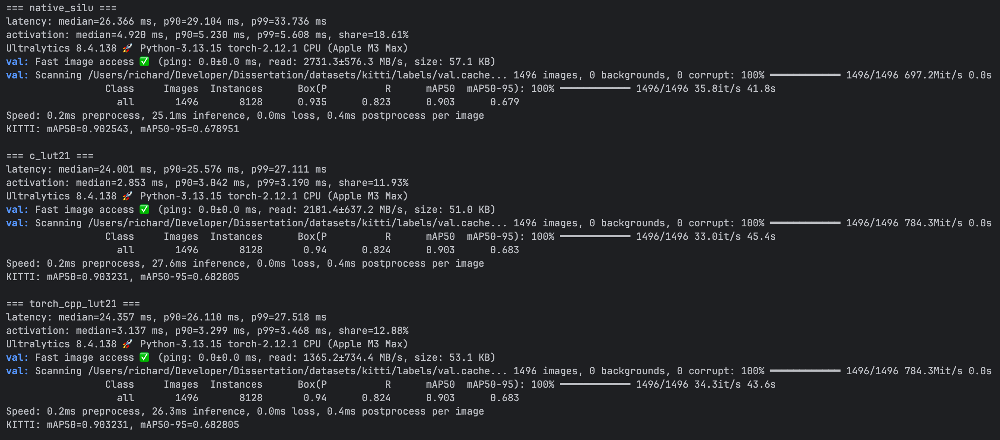 === native_silu ===
latency: median=26.366 ms, p90=29.104 ms, p99=33.736 ms
activation: median=4.920 ms, p90=5.230 ms, p99=5.608 ms, share=18.61%
Ultralytics 8.4.138 🚀 Python-3.13.15 torch-2.12.1 CPU (Apple M3 Max)
val: Fast image access ✅ (ping: 0.0±0.0 ms, read: 2731.3±576.3 MB/s, size: 57.1 KB)
val: Scanning /Users/richard/Developer/Dissertation/datasets/kitti/labels/val.cache... 1496 images, 0 backgrounds, 0 corrupt: 100% ━━━━━━━━━━━━ 1496/1496 697.2Mit/s 0.0s
Class Images Instances Box(P R mAP50 mAP50-95): 100% ━━━━━━━━━━━━ 1496/1496 35.8it/s 41.8s
all 1496 8128 0.935 0.823 0.903 0.679
Speed: 0.2ms preprocess, 25.1ms inference, 0.0ms loss, 0.4ms postprocess per image
KITTI: mAP50=0.902543, mAP50-95=0.678951
=== c_lut21 ===
latency: median=24.001 ms, p90=25.576 ms, p99=27.111 ms
activation: median=2.853 ms, p90=3.042 ms, p99=3.190 ms, share=11.93%
Ultralytics 8.4.138 🚀 Python-3.13.15 torch-2.12.1 CPU (Apple M3 Max)
val: Fast image access ✅ (ping: 0.0±0.0 ms, read: 2181.4±637.2 MB/s, size: 51.0 KB)
val: Scanning /Users/richard/Developer/Dissertation/datasets/kitti/labels/val.cache... 1496 images, 0 backgrounds, 0 corrupt: 100% ━━━━━━━━━━━━ 1496/1496 784.3Mit/s 0.0s
Class Images Instances Box(P R mAP50 mAP50-95): 100% ━━━━━━━━━━━━ 1496/1496 33.0it/s 45.4s
all 1496 8128 0.94 0.824 0.903 0.683
Speed: 0.2ms preprocess, 27.6ms inference, 0.0ms loss, 0.4ms postprocess per image
KITTI: mAP50=0.903231, mAP50-95=0.682805
=== torch_cpp_lut21 ===
latency: median=24.357 ms, p90=26.110 ms, p99=27.518 ms
activation: median=3.137 ms, p90=3.299 ms, p99=3.468 ms, share=12.88%
Ultralytics 8.4.138 🚀 Python-3.13.15 torch-2.12.1 CPU (Apple M3 Max)
val: Fast image access ✅ (ping: 0.0±0.0 ms, read: 1365.2±734.4 MB/s, size: 53.1 KB)
val: Scanning /Users/richard/Developer/Dissertation/datasets/kitti/labels/val.cache... 1496 images, 0 backgrounds, 0 corrupt: 100% ━━━━━━━━━━━━ 1496/1496 784.3Mit/s 0.0s
Class Images Instances Box(P R mAP50 mAP50-95): 100% ━━━━━━━━━━━━ 1496/1496 34.3it/s 43.6s
all 1496 8128 0.94 0.824 0.903 0.683
Speed: 0.2ms preprocess, 26.3ms inference, 0.0ms loss, 0.4ms postprocess per image
KITTI: mAP50=0.903231, mAP50-95=0.682805